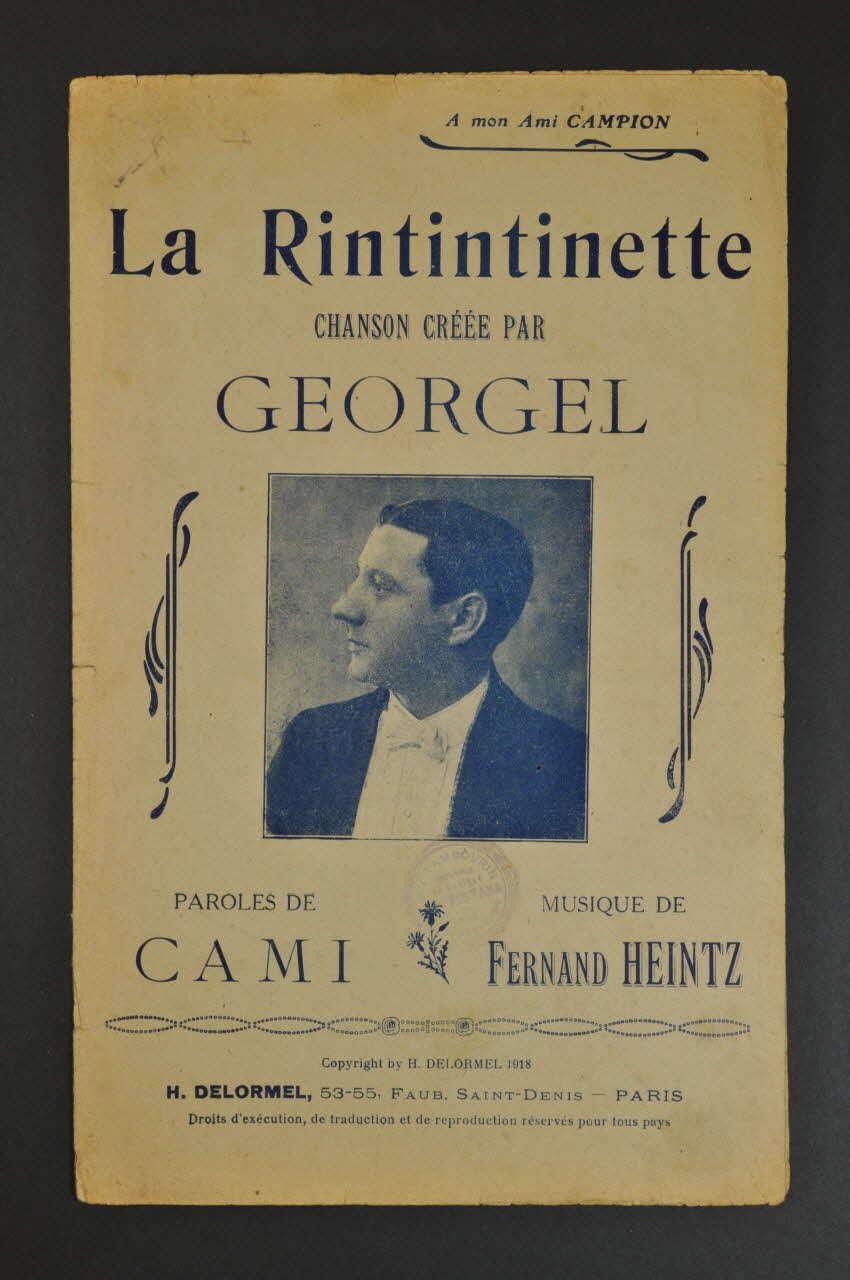 A mon Ami CAMPION
La Rintintinette
CHANSON CRÉÉE PAR
GEORGEL
PAROLES DE
CAMI
MUSIQUE DE
FERNAND HEINTZ
Copyright by H. DELORMEL 1918
H. DELORMEL, 53-55, FAUB. SAINT-DENIS — PARIS
Droits d'exécution, de traduction et de reproduction réservés pour tous pays